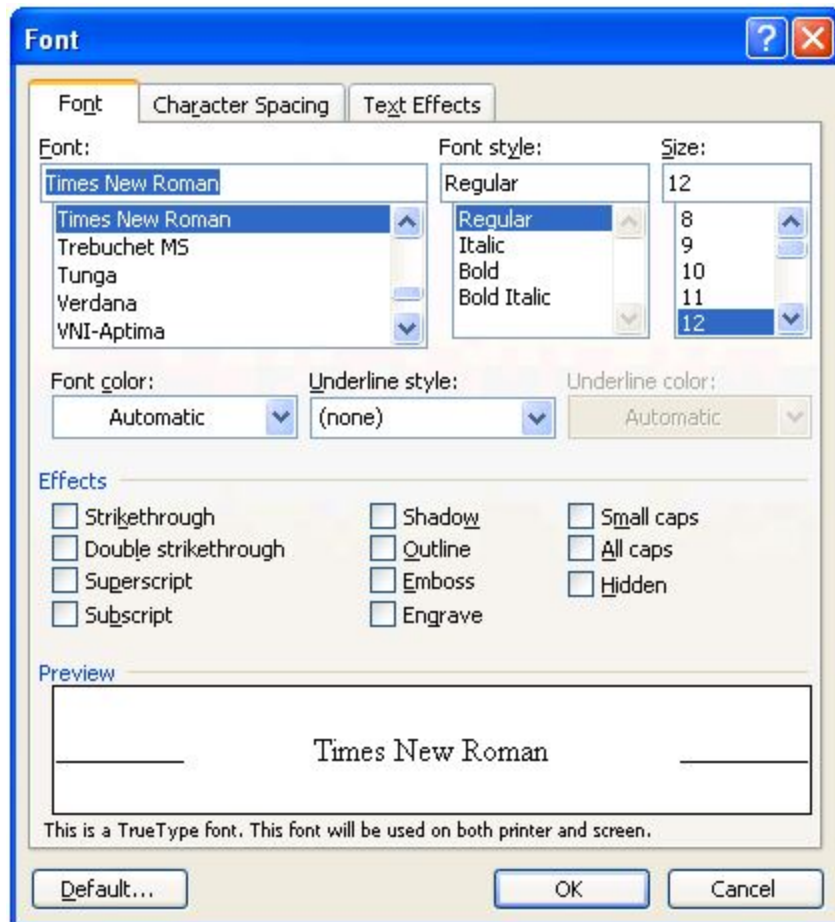 Font
Font Character Spacing Text Effects
Font: Font style: Size:
Times New Roman Regular 12
Times New Roman Regular 8
Trebuchet MS Italic 9
Tunga Bold 10
Verdana Bold Italic 11
VNI-Aptima 12
Font color: Underline style: Underline color:
Automatic (none) Automatic
Effects
Strikethrough Shadow Small caps
Double strikethrough Outline All caps
Superscript Emboss Hidden
Subscript Engrave
Preview
Times New Roman
This is a TrueType font. This font will be used on both printer and screen.
Default... OK Cancel